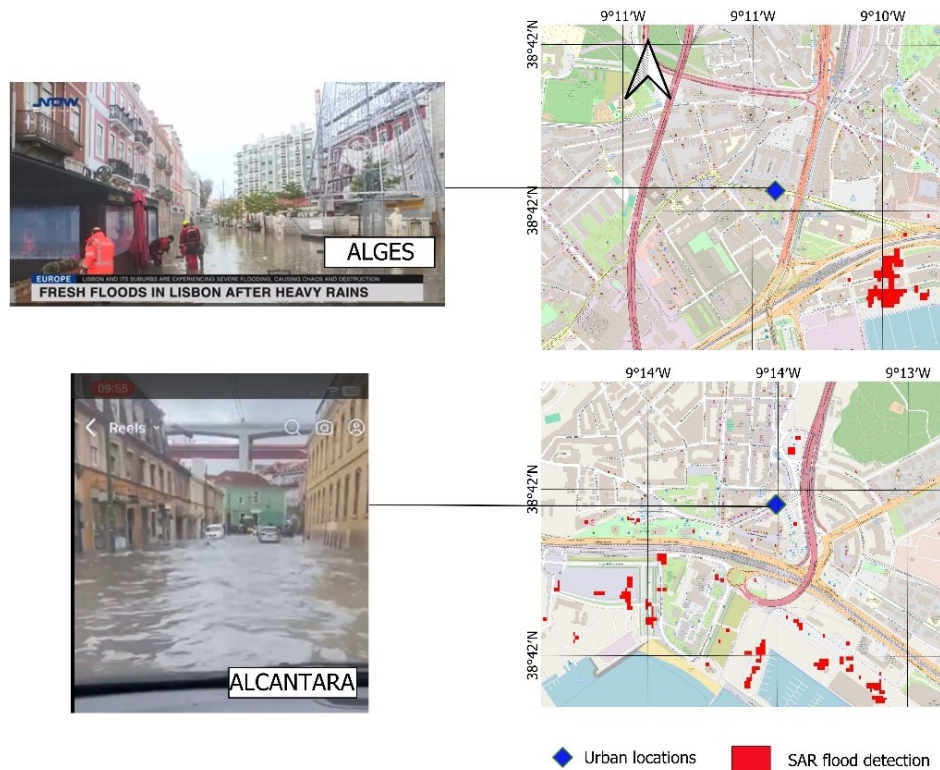 9°11'W 9°11'W 9°10'W
38°42'N
38°42'N
NOW
ALGES
EUROPE LISBON AND ITS SUBURBS ARE EXPERIENCING SEVERE FLOODING, CAUSING CHAOS AND DESTRUCTION
FRESH FLOODS IN LISBON AFTER HEAVY RAINS
9°14'W 9°14'W 9°13'W
38°42'N
38°42'N
09:55
Reels
ALCANTARA
Urban locations SAR flood detection